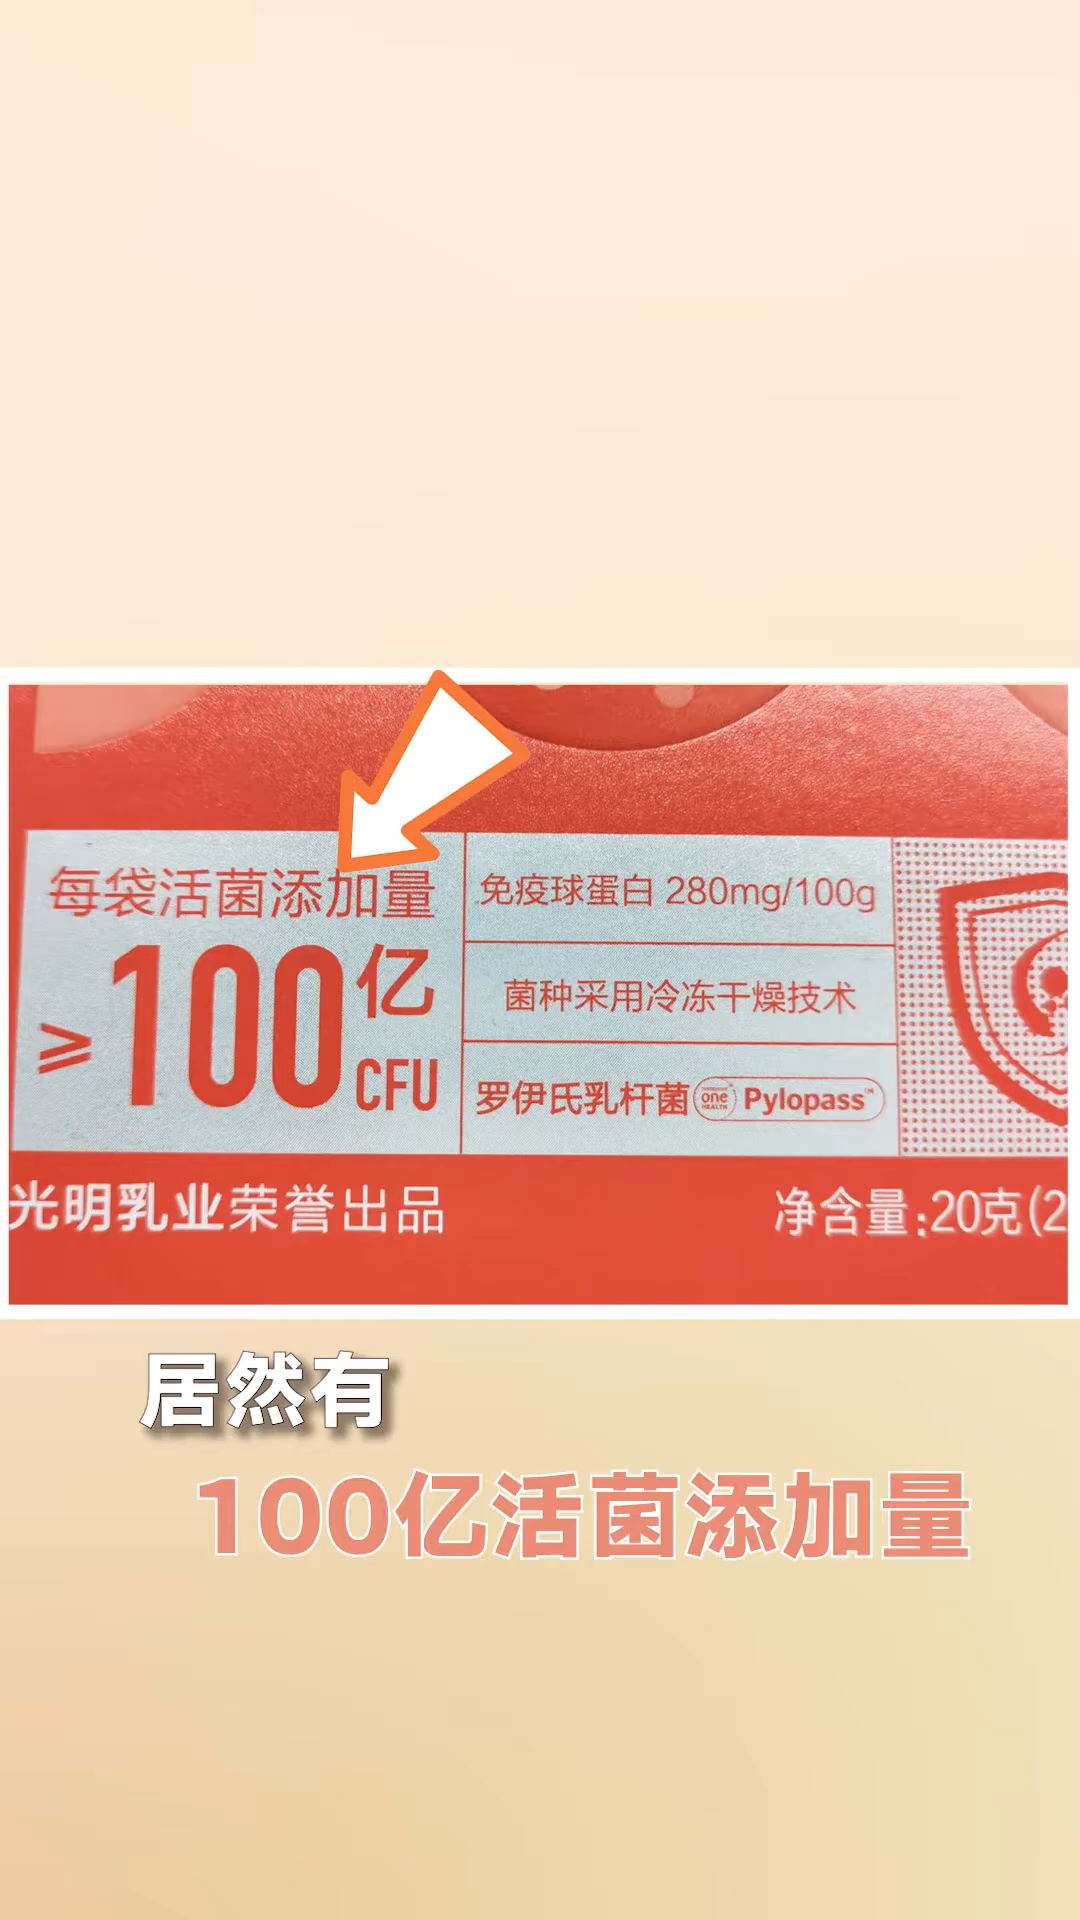 每袋活菌添加量
≥100亿
CFU
免疫球蛋白 280mg/100g
菌种采用冷冻干燥技术
罗伊氏乳杆菌 one HEALTH Pylopass™
光明乳业荣誉出品
净含量:20克(2
居然有
100亿活菌添加量